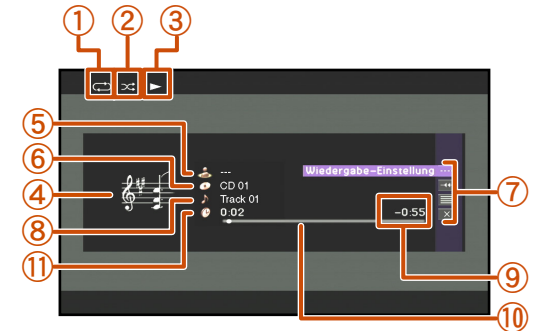 ① ② ③
⑤ --- Wiedergabe-Einstellung ...
⑥ CD 01 ⑦
④ Track 01
⑧ 0:02 -0:55
⑪ ⑨
⑩